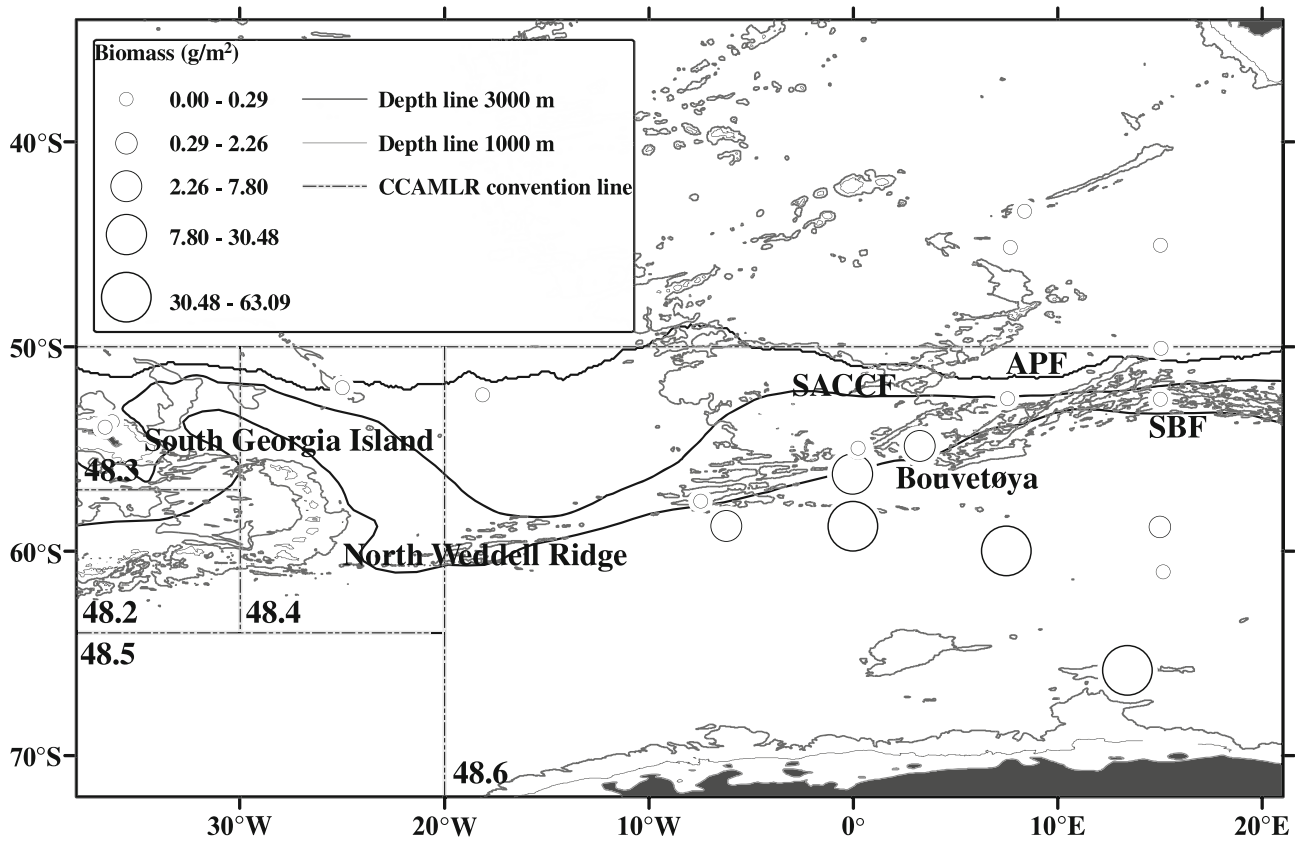 Biomass (g/m²)
0.00 - 0.29 Depth line 3000 m
0.29 - 2.26 Depth line 1000 m
2.26 - 7.80 CCAMLR convention line
7.80 - 30.48
30.48 - 63.09
40°S
50°S
APF
SACCF
SBF
South Georgia Island
48.3
Bouvetøya
60°S
North Weddell Ridge
48.2 48.4
48.5
70°S
48.6
30°W 20°W 10°W 0° 10°E 20°E